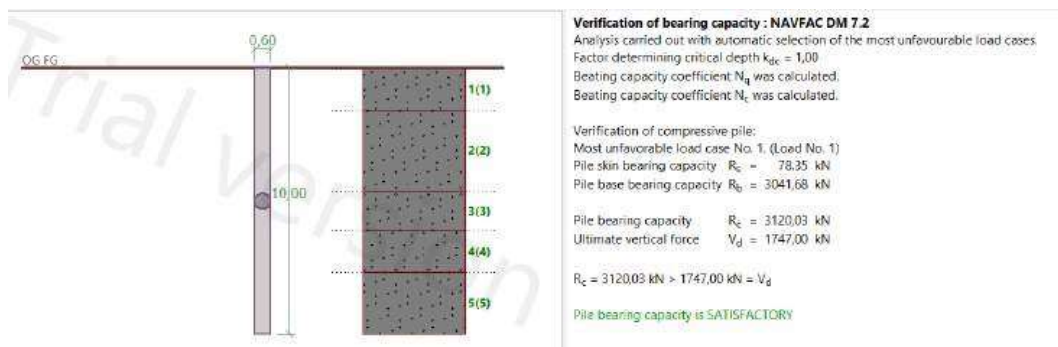 Trial version
0,60
OG FG
10,00
1(1)
2(2)
3(3)
4(4)
5(5)
Verification of bearing capacity : NAVFAC DM 7.2
Analysis carried out with automatic selection of the most unfavourable load cases.
Factor determining critical depth kdc = 1,00
Beating capacity coefficient Nq was calculated.
Beating capacity coefficient Nc was calculated.
Verification of compressive pile:
Most unfavorable load case No. 1. (Load No. 1)
Pile skin bearing capacity Rs = 78.35 kN
Pile base bearing capacity Rb = 3041,68 kN
Pile bearing capacity Rc = 3120,03 kN
Ultimate vertical force Vd = 1747,00 kN
Rc = 3120,03 kN > 1747,00 kN = Vd
Pile bearing capacity is SATISFACTORY